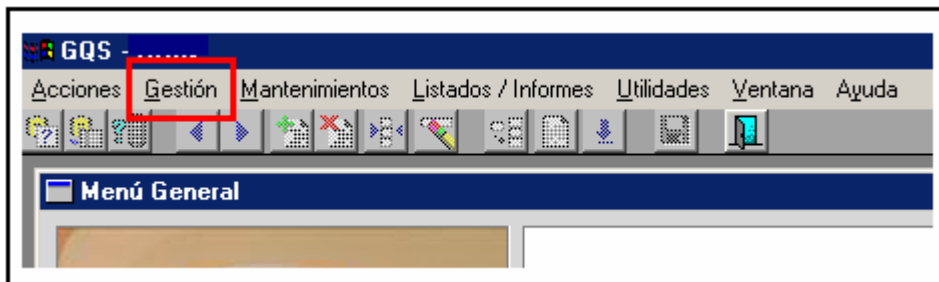 GQS - .......
Acciones Gestión Mantenimientos Listados / Informes Utilidades Ventana Ayuda
Menú General